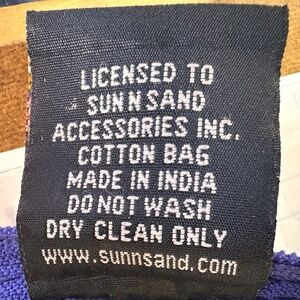 LICENSED TO
SUN N SAND
ACCESSORIES INC.
COTTON BAG
MADE IN INDIA
DO NOT WASH
DRY CLEAN ONLY
www.sunnsand.com